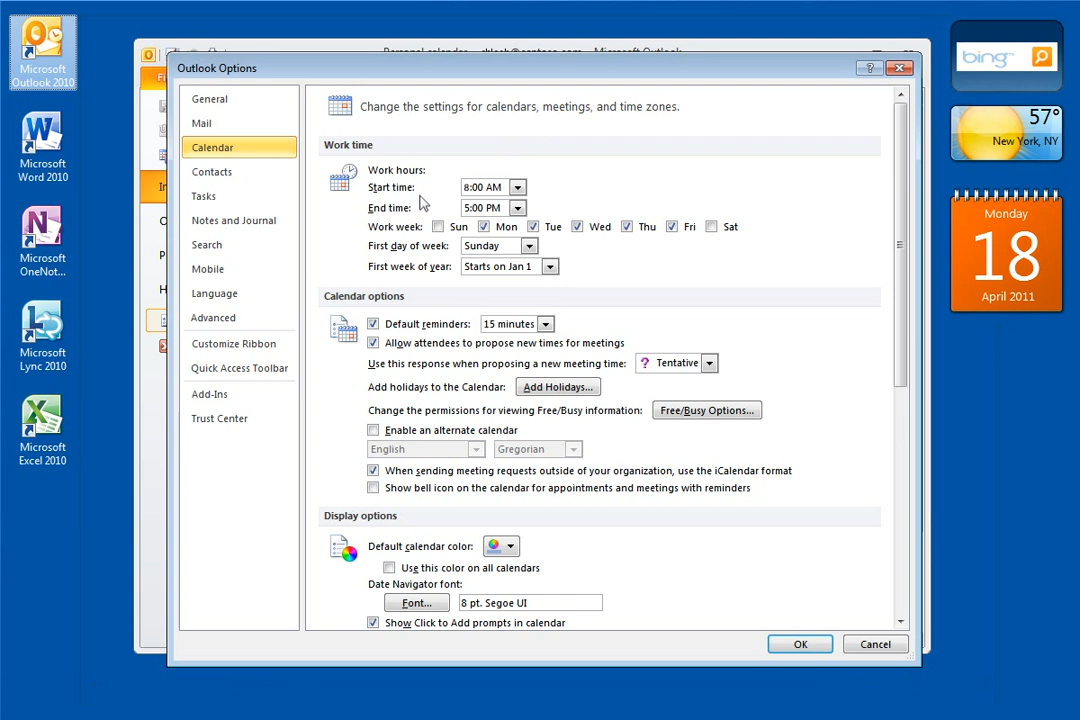 Microsoft
Outlook 2010
Microsoft
Word 2010
Microsoft
OneNot...
Microsoft
Lync 2010
Microsoft
Excel 2010
Outlook Options
General
Mail
Calendar
Contacts
Tasks
Notes and Journal
Search
Mobile
Language
Advanced
Customize Ribbon
Quick Access Toolbar
Add-Ins
Trust Center
Change the settings for calendars, meetings, and time zones.
Work time
Work hours:
Start time: 8:00 AM
End time: 5:00 PM
Work week: Sun Mon Tue Wed Thu Fri Sat
First day of week: Sunday
First week of year: Starts on Jan 1
Calendar options
Default reminders: 15 minutes
Allow attendees to propose new times for meetings
Use this response when proposing a new meeting time: ? Tentative
Add holidays to the Calendar: Add Holidays...
Change the permissions for viewing Free/Busy information: Free/Busy Options...
Enable an alternate calendar
English Gregorian
When sending meeting requests outside of your organization, use the iCalendar format
Show bell icon on the calendar for appointments and meetings with reminders
Display options
Default calendar color:
Use this color on all calendars
Date Navigator font:
Font... 8 pt. Segoe UI
Show Click to Add prompts in calendar
OK Cancel
bing
57°
New York, NY
Monday
18
April 2011